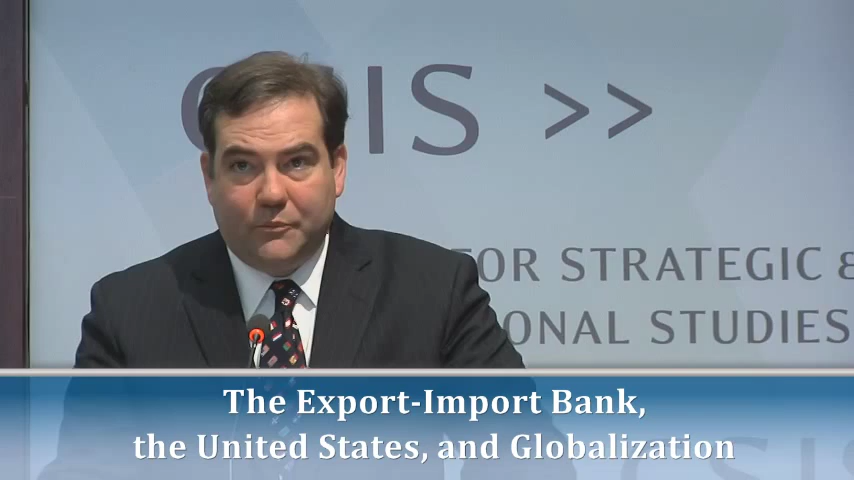 IS >>
OR STRATEGIC &
ONAL STUDIES
The Export-Import Bank,
the United States, and Globalization